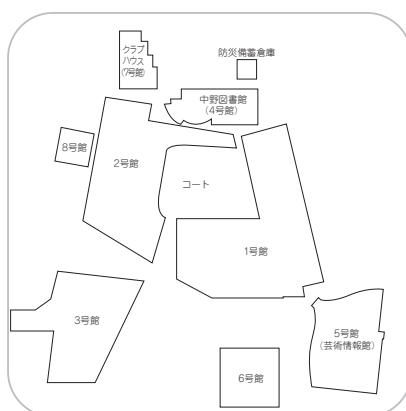 クラブ
ハウス
(7号館)
防災備蓄倉庫
中野図書館
(4号館)
8号館
2号館
コート
1号館
3号館
5号館
(芸術情報館)
6号館